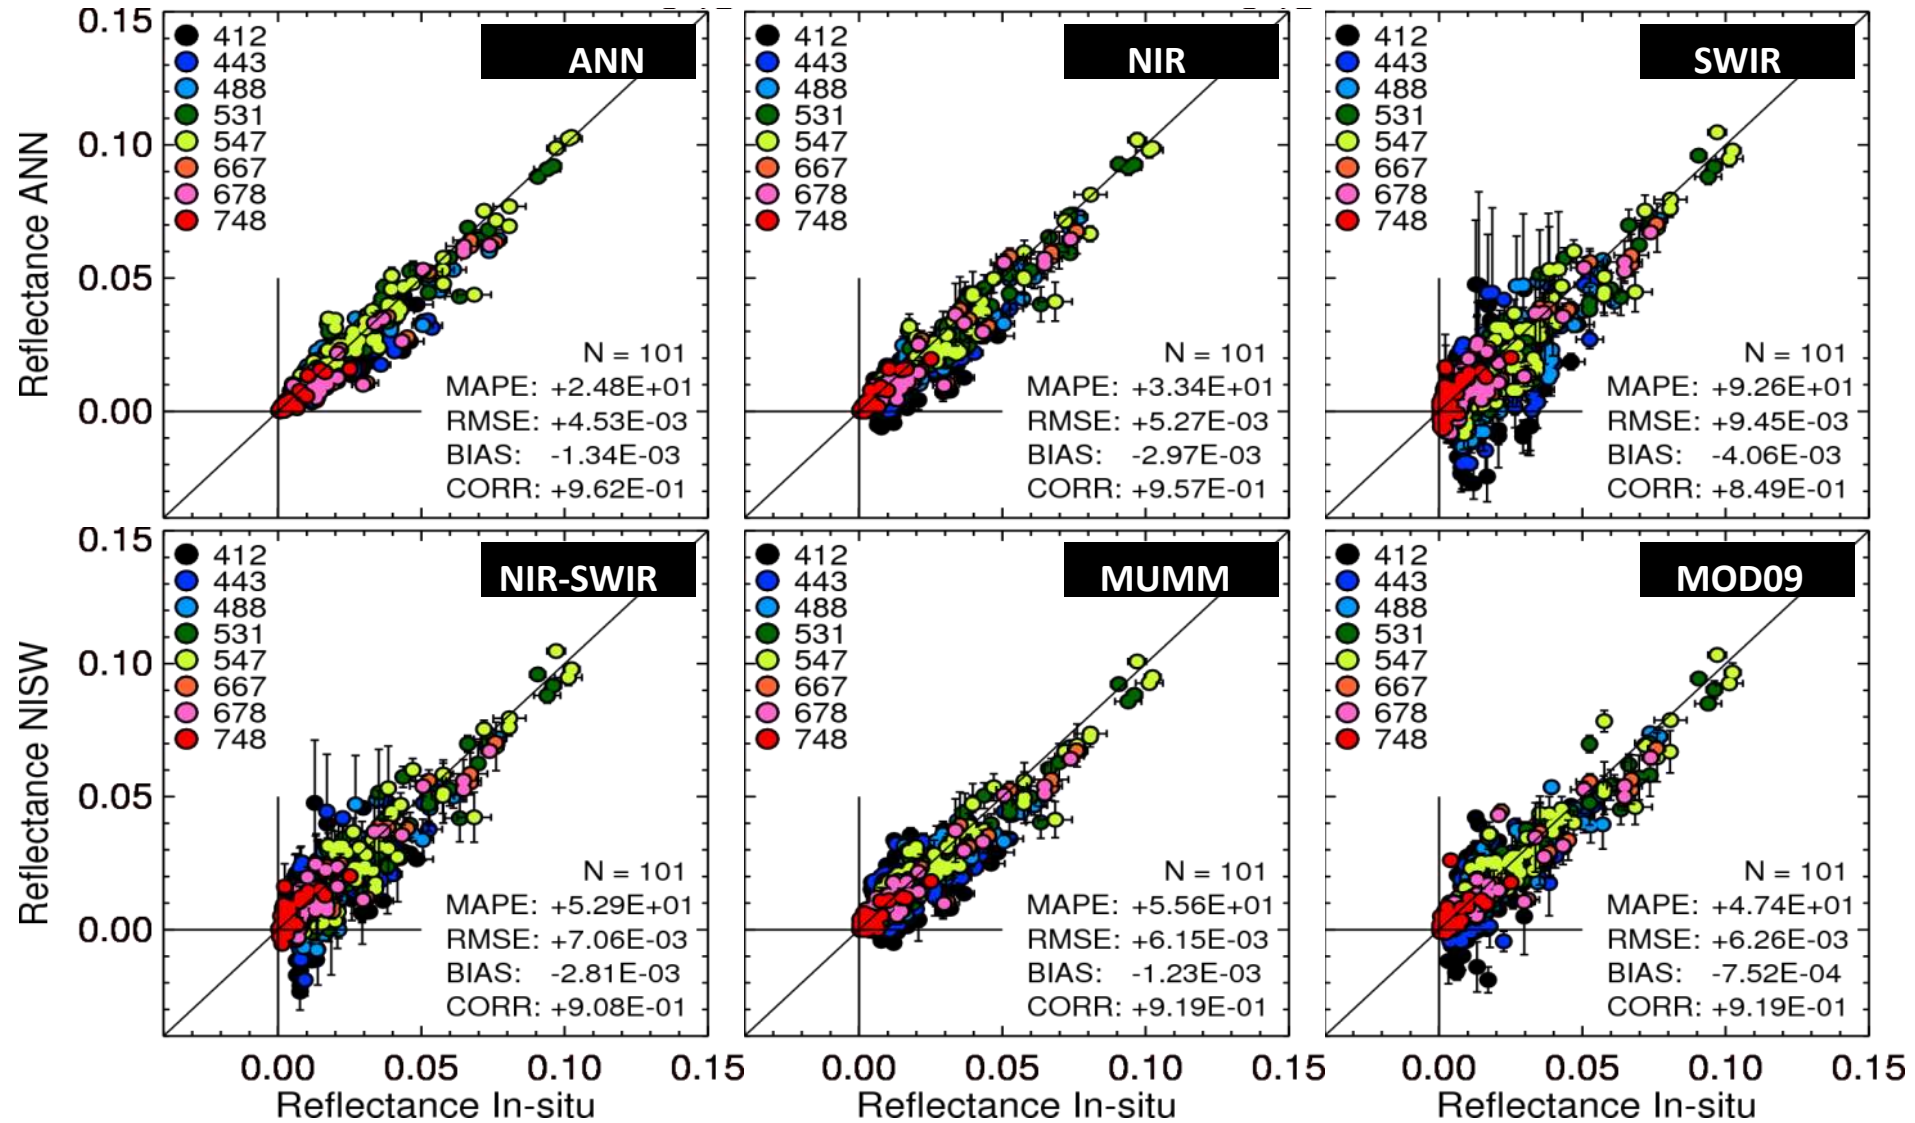 0.15
0.10
0.05
0.00
Reflectance ANN
412
443
488
531
547
667
678
748
ANN
N = 101
MAPE: +2.48E+01
RMSE: +4.53E-03
BIAS: -1.34E-03
CORR: +9.62E-01
412
443
488
531
547
667
678
748
NIR
N = 101
MAPE: +3.34E+01
RMSE: +5.27E-03
BIAS: -2.97E-03
CORR: +9.57E-01
412
443
488
531
547
667
678
748
SWIR
N = 101
MAPE: +9.26E+01
RMSE: +9.45E-03
BIAS: -4.06E-03
CORR: +8.49E-01
0.15
0.10
0.05
0.00
Reflectance NISW
412
443
488
531
547
667
678
748
NIR-SWIR
N = 101
MAPE: +5.29E+01
RMSE: +7.06E-03
BIAS: -2.81E-03
CORR: +9.08E-01
0.00 0.05 0.10 0.15
Reflectance In-situ
412
443
488
531
547
667
678
748
MUMM
N = 101
MAPE: +5.56E+01
RMSE: +6.15E-03
BIAS: -1.23E-03
CORR: +9.19E-01
0.00 0.05 0.10 0.15
Reflectance In-situ
412
443
488
531
547
667
678
748
MOD09
N = 101
MAPE: +4.74E+01
RMSE: +6.26E-03
BIAS: -7.52E-04
CORR: +9.19E-01
0.00 0.05 0.10 0.15
Reflectance In-situ